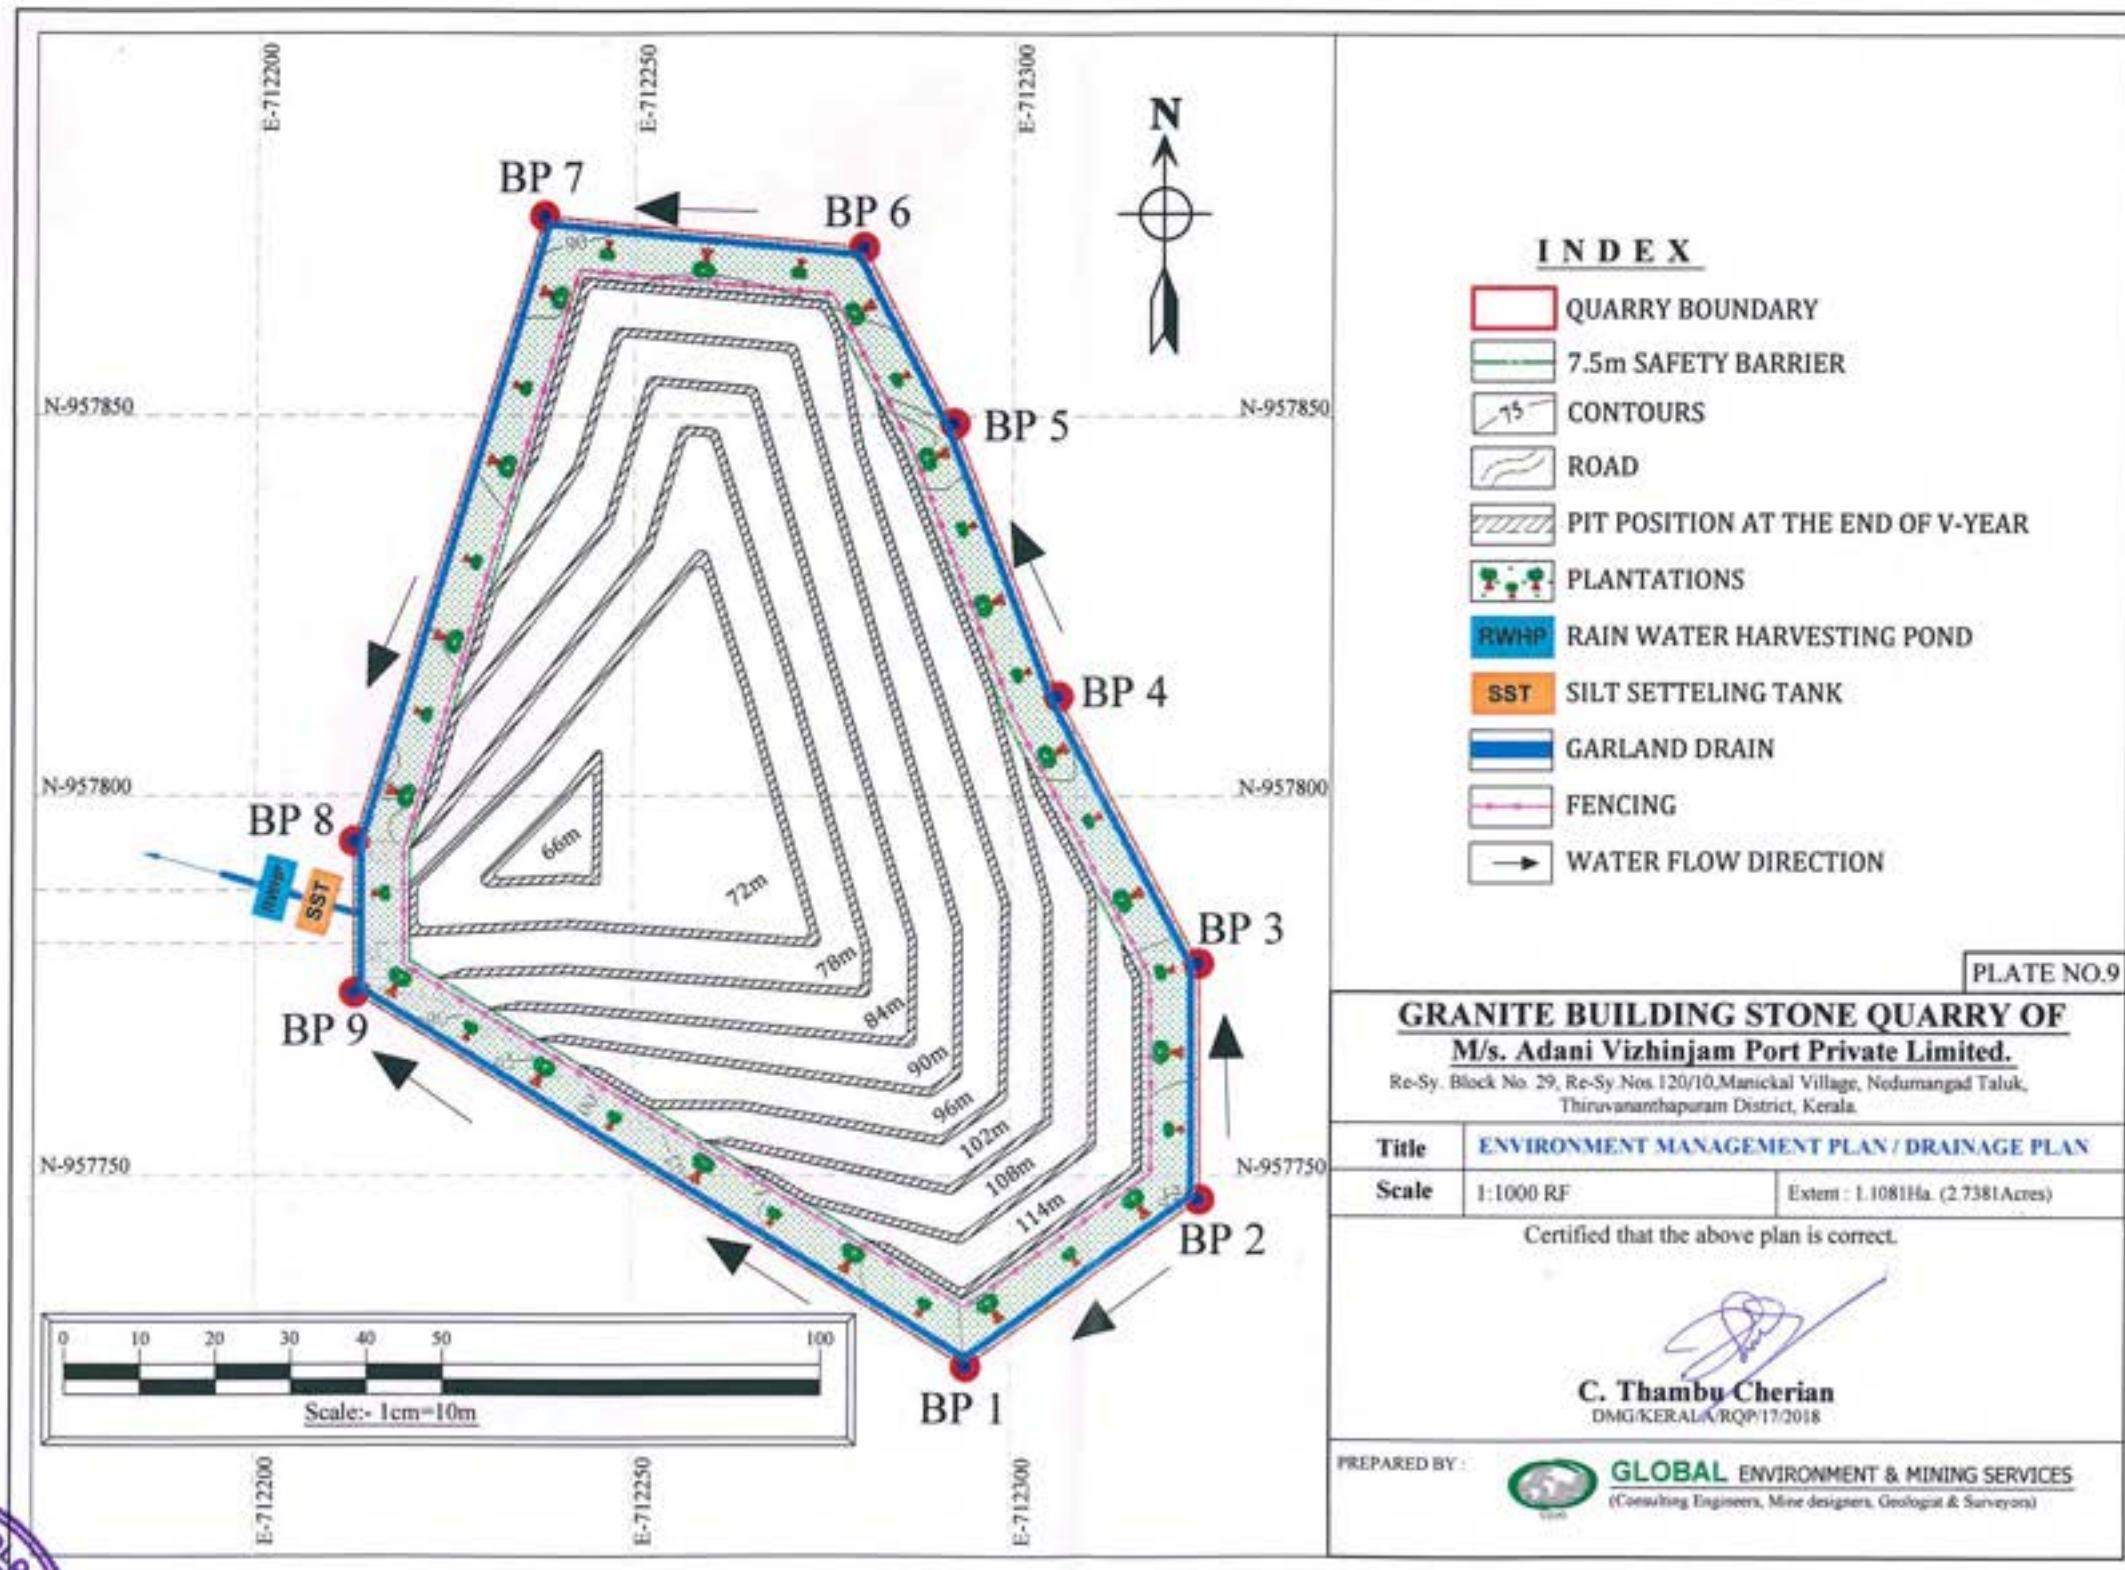 E-712200
E-712250
E-712300
N
BP 7
BP 6
90
N-957850
N-957850
BP 5
BP 4
N-957800
N-957800
BP 8
66m
RWHP
SST
72m
BP 3
78m
BP 9
84m
90m
96m
102m
108m
114m
N-957750
N-957750
BP 2
BP 1
0 10 20 30 40 50 100
Scale:- 1cm=10m
E-712200
E-712250
E-712300
INDEX
QUARRY BOUNDARY
7.5m SAFETY BARRIER
75
CONTOURS
ROAD
PIT POSITION AT THE END OF V-YEAR
PLANTATIONS
RWHP RAIN WATER HARVESTING POND
SST SILT SETTELING TANK
GARLAND DRAIN
FENCING
WATER FLOW DIRECTION
PLATE NO.9
GRANITE BUILDING STONE QUARRY OF
M/s. Adani Vizhinjam Port Private Limited.
Re-Sy. Block No. 29, Re-Sy.Nos.120/10,Manickal Village, Nedumangad Taluk,
Thiruvananthapuram District, Kerala.
Title ENVIRONMENT MANAGEMENT PLAN / DRAINAGE PLAN
Scale 1:1000 RF Extent : 1.1081Ha. (2.7381Acres)
Certified that the above plan is correct.
C. Thambu Cherian
DMG/KERALA/RQP/17/2018
PREPARED BY :
GLOBAL ENVIRONMENT & MINING SERVICES
(Consulting Engineers, Mine designers, Geologist & Surveyors)